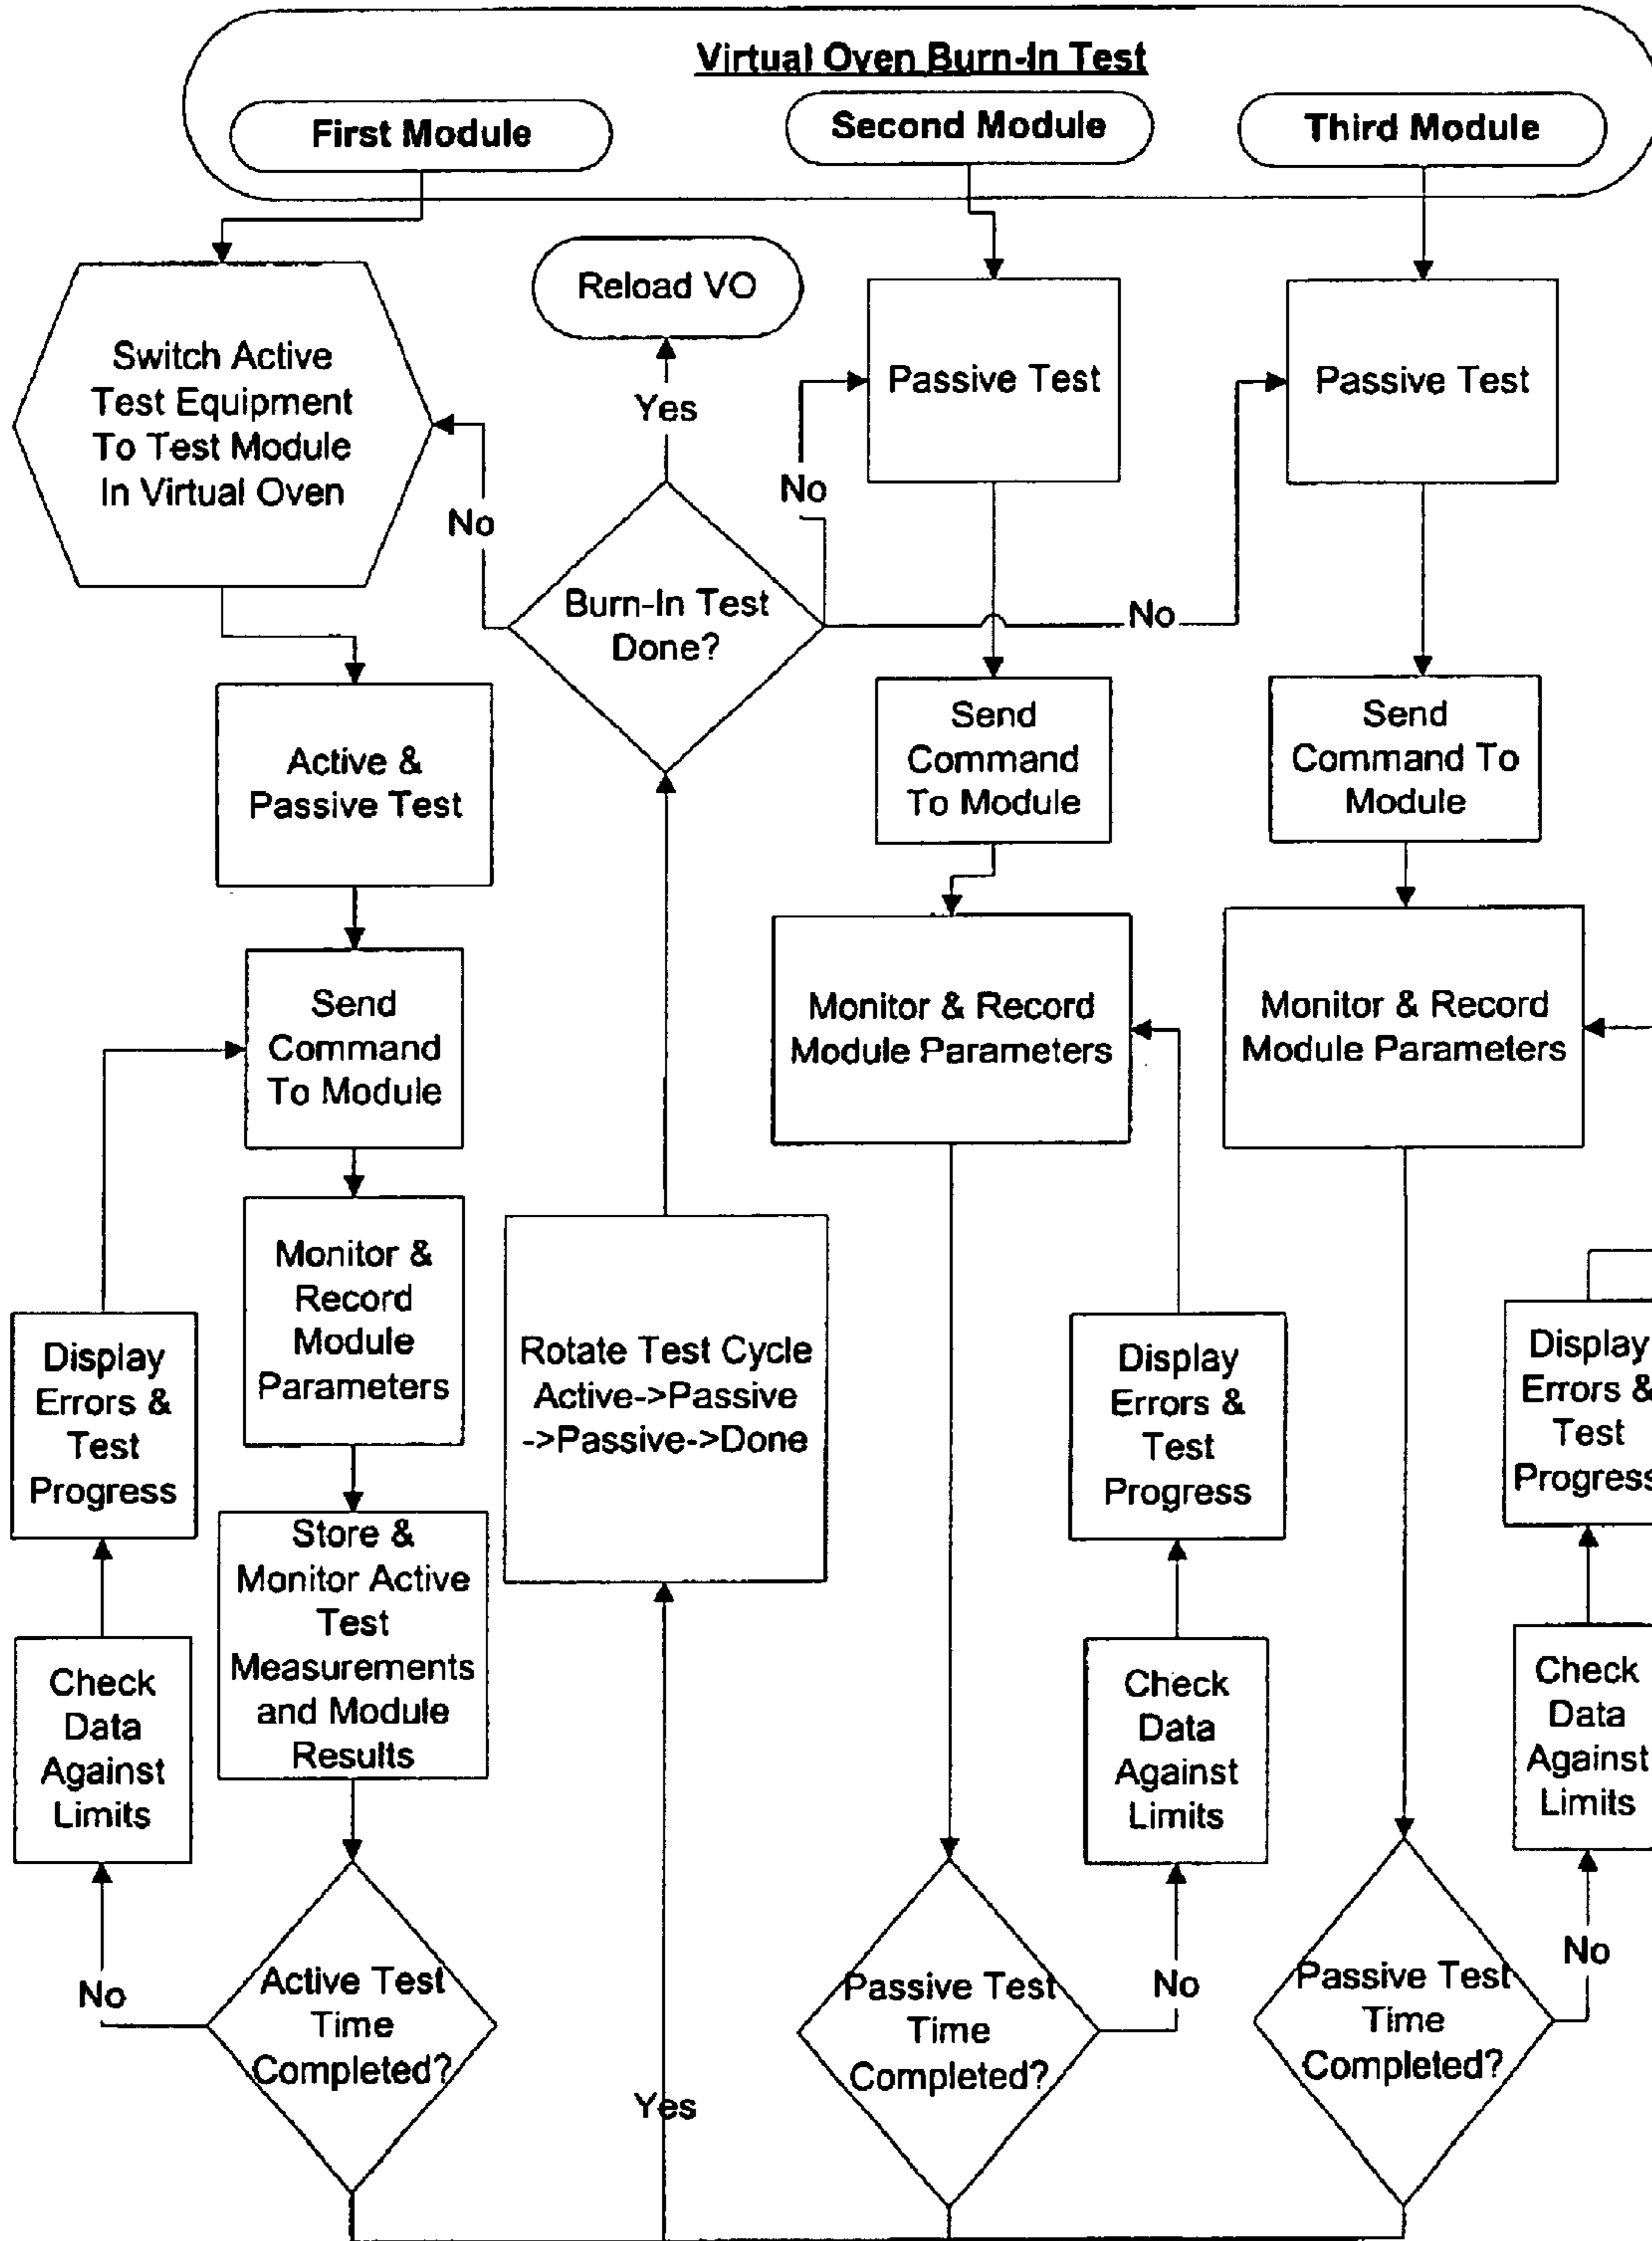 Virtual Oven Burn-In Test
First Module
Second Module
Third Module
Switch Active
Test Equipment
To Test Module
In Virtual Oven
Reload VO
Yes
No
Burn-In Test
Done?
No
No
Passive Test
Passive Test
Active &
Passive Test
Send
Command
To Module
Send
Command To
Module
Send
Command
To Module
Monitor & Record
Module Parameters
Monitor & Record
Module Parameters
Monitor &
Record
Module
Parameters
Rotate Test Cycle
Active->Passive
->Passive->Done
Display
Errors &
Test
Progress
Display
Errors &
Test
Progress
Display
Errors &
Test
Progress
Store &
Monitor Active
Test
Measurements
and Module
Results
Check
Data
Against
Limits
Check
Data
Against
Limits
Check
Data
Against
Limits
No
Active Test
Time
Completed?
Yes
Passive Test
Time
Completed?
No
Passive Test
Time
Completed?
No